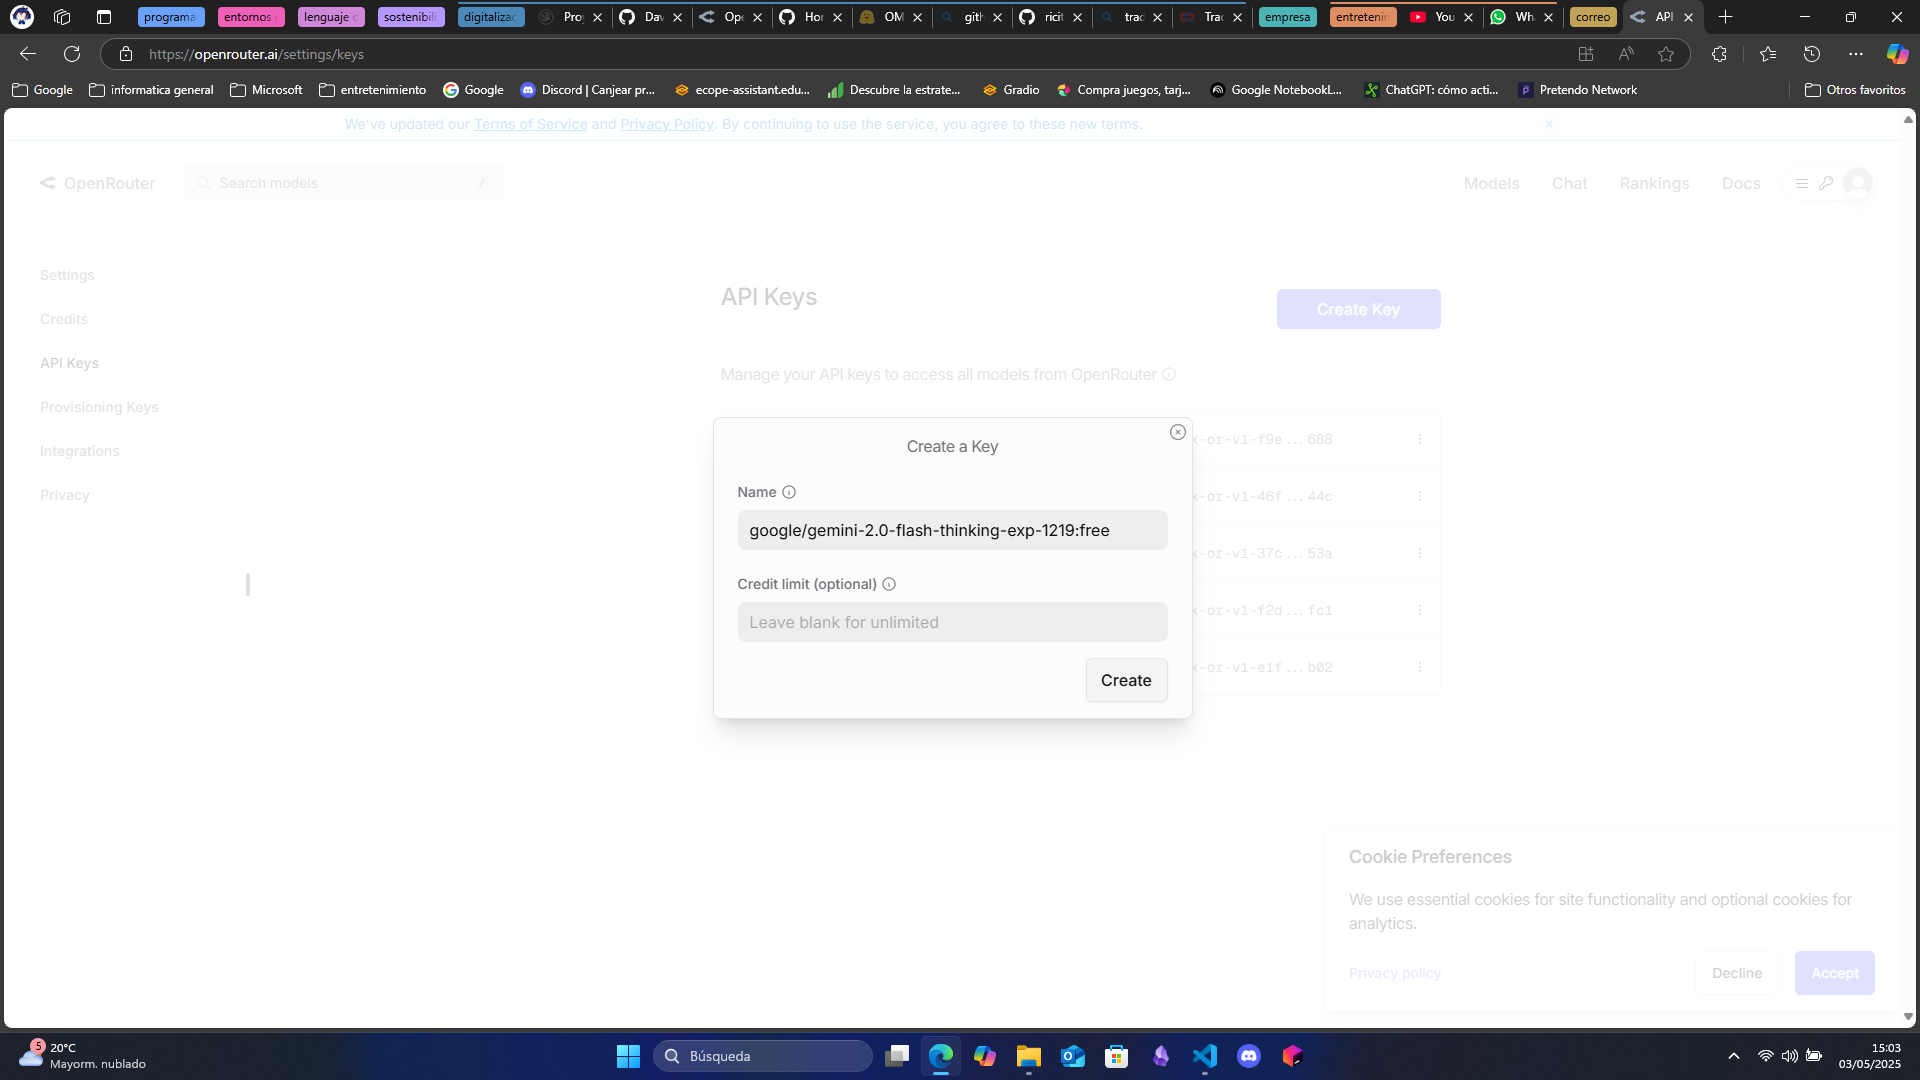 programa
entornos d
lenguaje d
sostenibili
digitalizac
Pro
Dav
Ope
Hon
OM
gith
ricit
trad
Trac
empresa
entretenin
You
Wh
correo
API
https://openrouter.ai/settings/keys
Google
informatica general
Microsoft
entretenimiento
Google
Discord | Canjear pr...
ecope-assistant.edu...
Descubre la estrate...
Gradio
Compra juegos, tarj...
Google NotebookL...
ChatGPT: cómo acti...
Pretendo Network
Otros favoritos
We've updated our Terms of Service and Privacy Policy. By continuing to use the service, you agree to these new terms.
OpenRouter
Search models
/
Models
Chat
Rankings
Docs
Settings
Credits
API Keys
Provisioning Keys
Integrations
Privacy
API Keys
Create Key
Manage your API keys to access all models from OpenRouter
k-or-v1-f9e...688
k-or-v1-46f...44c
k-or-v1-37c...53a
k-or-v1-f2d...fc1
k-or-v1-e1f...b02
Create a Key
Name
google/gemini-2.0-flash-thinking-exp-1219:free
Credit limit (optional)
Leave blank for unlimited
Create
Cookie Preferences
We use essential cookies for site functionality and optional cookies for
analytics.
Privacy policy
Decline
Accept
5
20°C
Mayorm. nublado
Búsqueda
15:03
03/05/2025